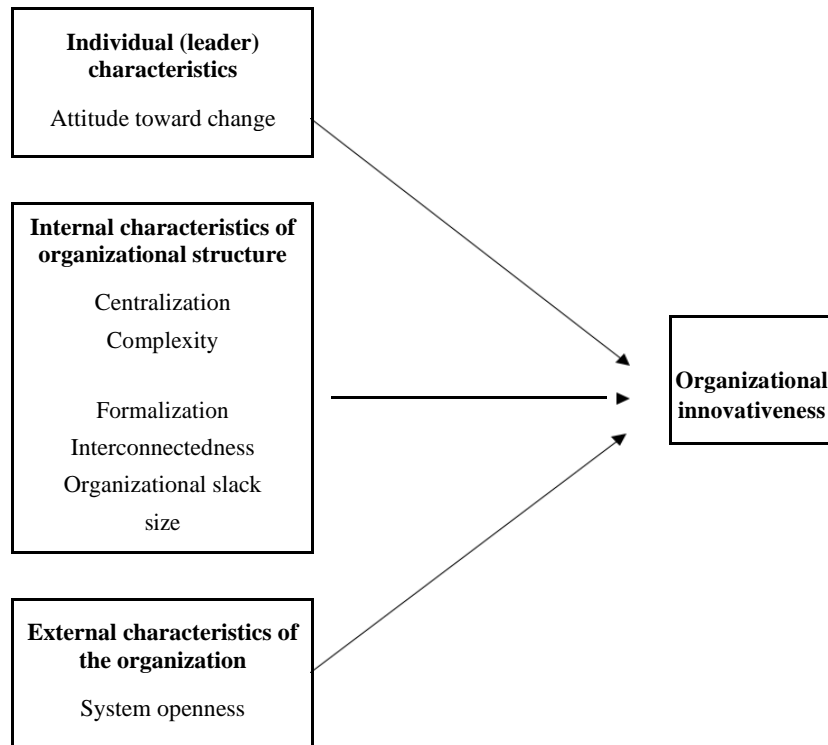 Individual (leader)
characteristics
Attitude toward change
Internal characteristics of
organizational structure
Centralization
Complexity
Formalization
Interconnectedness
Organizational slack
size
Organizational
innovativeness
External characteristics of
the organization
System openness